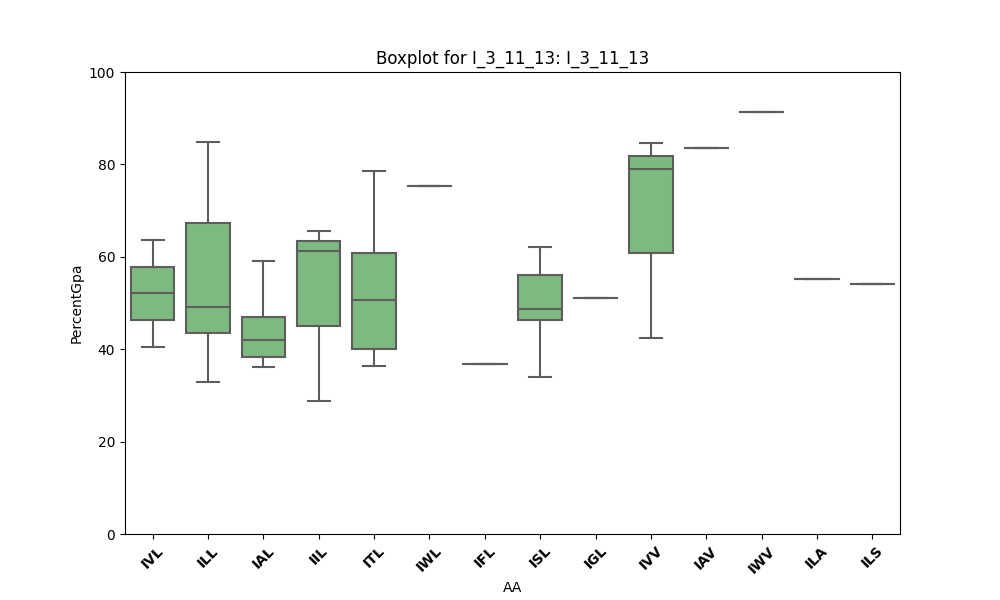 Boxplot for I_3_11_13: I_3_11_13
100
80
60
40
20
0
PercentGpa
IVL ILL IAL IIL ITL IWL IFL ISL IGL IVV IAV IWV ILA ILS
AA